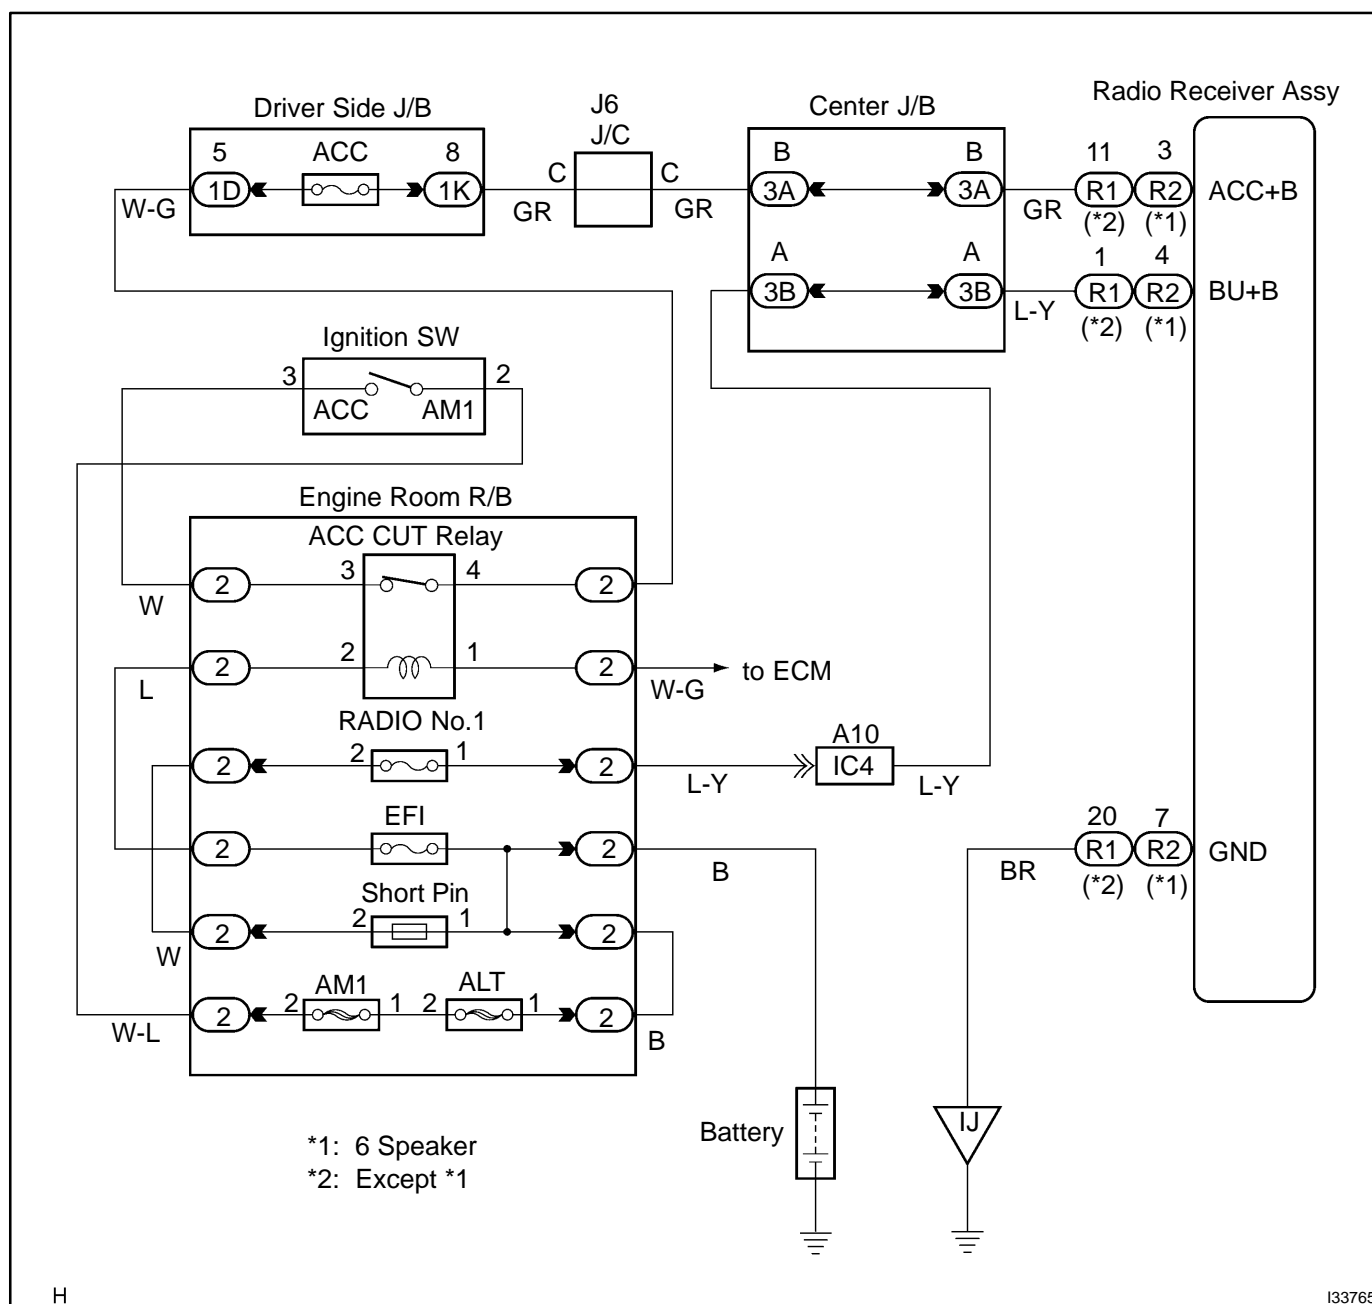 Driver Side J/B
J6
J/C
Center J/B
Radio Receiver Assy
5 ACC 8
1D 1K
W-G
C C
GR GR
B B
3A 3A
GR
11 3
R1 R2
(*2) (*1)
ACC+B
A A
3B 3B
L-Y
1 4
R1 R2
(*2) (*1)
BU+B
Ignition SW
3 2
ACC AM1
Engine Room R/B
ACC CUT Relay
2 3 4 2
W
2 2 1 2
L
W-G
to ECM
RADIO No.1
2 2 1 2
L-Y
A10
IC4
L-Y
EFI
2 2
B
Short Pin
2 2 1 2
W
AM1 ALT
2 2 1 2 1 2
W-L
B
20 7
R1 R2
(*2) (*1)
BR
GND
Battery
IJ
*1: 6 Speaker
*2: Except *1
H
I33765